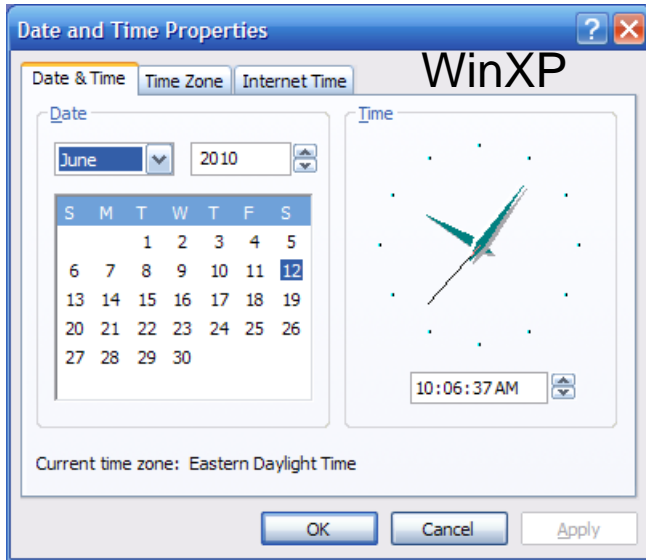 Date and Time Properties
WinXP
Date & Time Time Zone Internet Time
Date
June 2010
S M T W T F S
1 2 3 4 5
6 7 8 9 10 11 12
13 14 15 16 17 18 19
20 21 22 23 24 25 26
27 28 29 30
Time
10:06:37 AM
Current time zone: Eastern Daylight Time
OK Cancel Apply